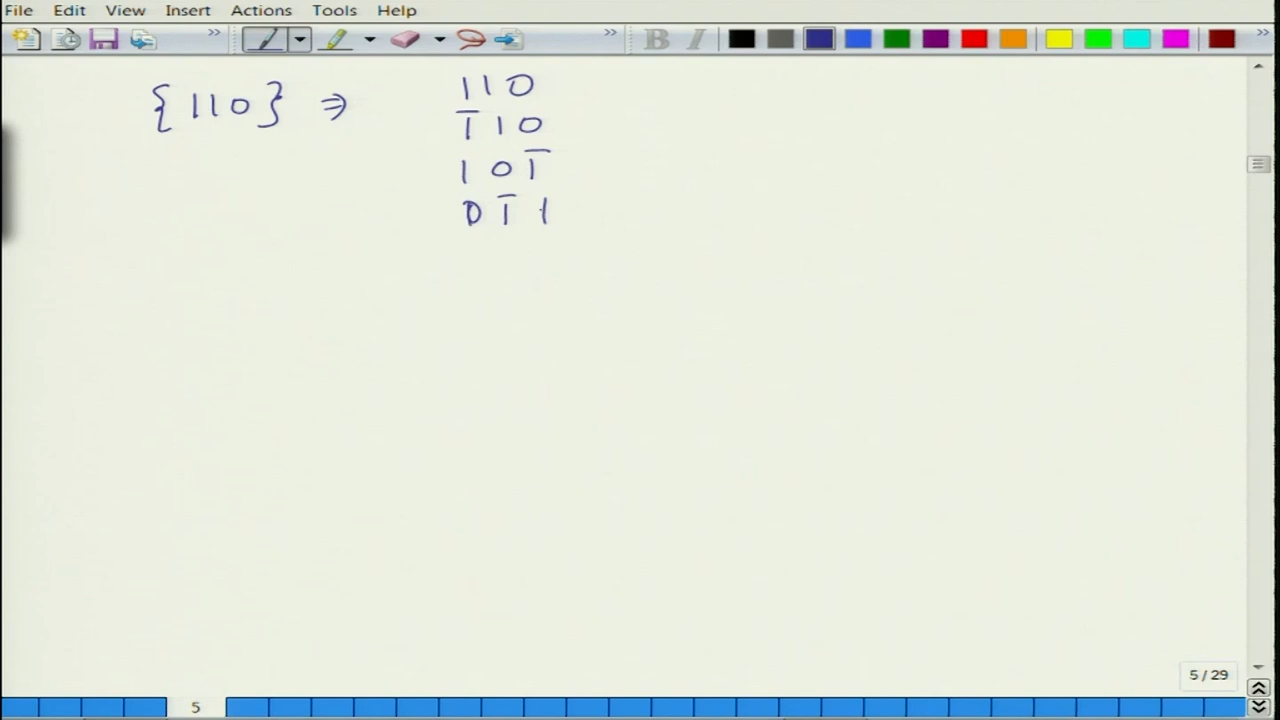 File Edit View Insert Actions Tools Help
» » B I »
{110} ⇒ 110
1̅10
101̅
01̅1
5 / 29
5